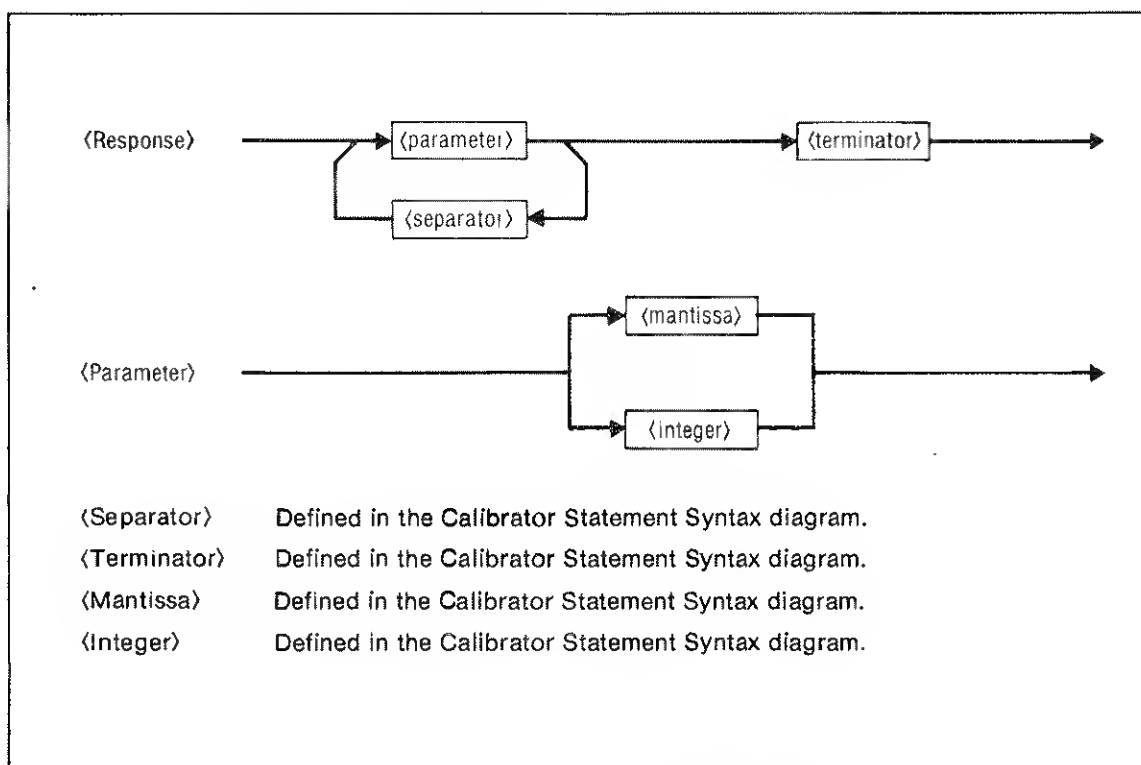 ⟨Response⟩ ⟨parameter⟩ ⟨terminator⟩
⟨separator⟩
⟨mantissa⟩
⟨Parameter⟩
⟨integer⟩
⟨Separator⟩ Defined in the Calibrator Statement Syntax diagram.
⟨Terminator⟩ Defined in the Calibrator Statement Syntax diagram.
⟨Mantissa⟩ Defined in the Calibrator Statement Syntax diagram.
⟨Integer⟩ Defined in the Calibrator Statement Syntax diagram.